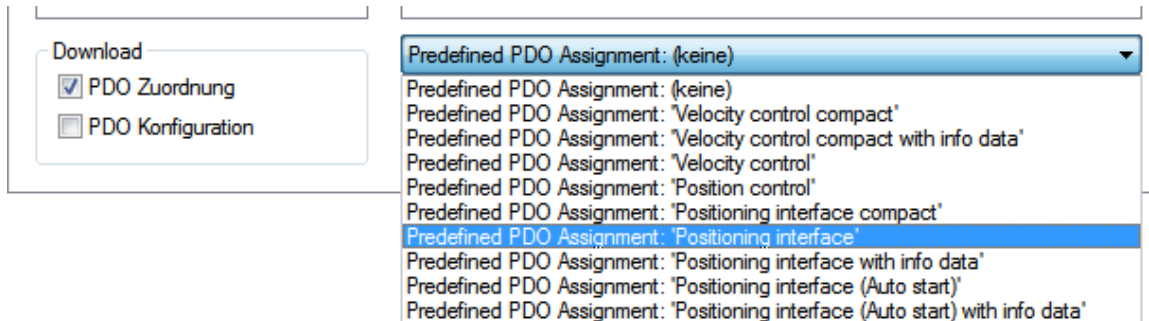 Download
PDO Zuordnung
PDO Konfiguration
Predefined PDO Assignment: (keine)
Predefined PDO Assignment: (keine)
Predefined PDO Assignment: 'Velocity control compact'
Predefined PDO Assignment: 'Velocity control compact with info data'
Predefined PDO Assignment: 'Velocity control'
Predefined PDO Assignment: 'Position control'
Predefined PDO Assignment: 'Positioning interface compact'
Predefined PDO Assignment: 'Positioning interface'
Predefined PDO Assignment: 'Positioning interface with info data'
Predefined PDO Assignment: 'Positioning interface (Auto start)'
Predefined PDO Assignment: 'Positioning interface (Auto start) with info data'